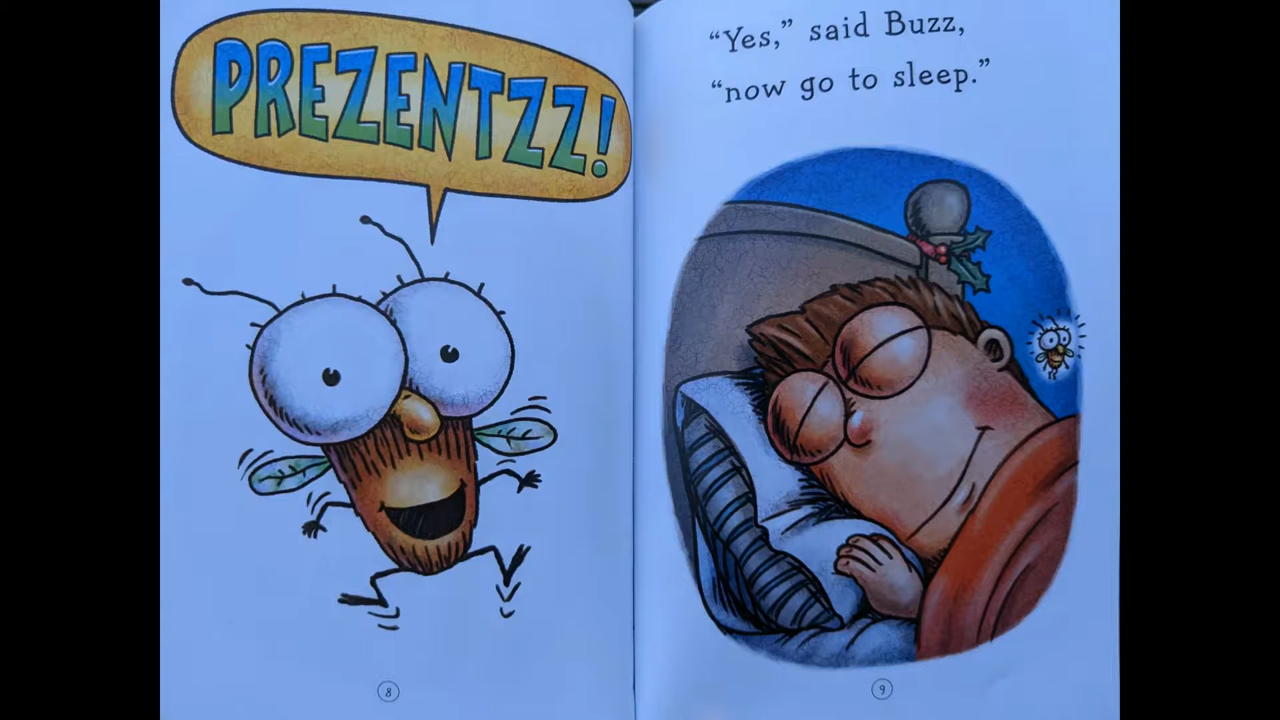 PREZENTZZ!
“Yes,” said Buzz,
“now go to sleep.”
8
9